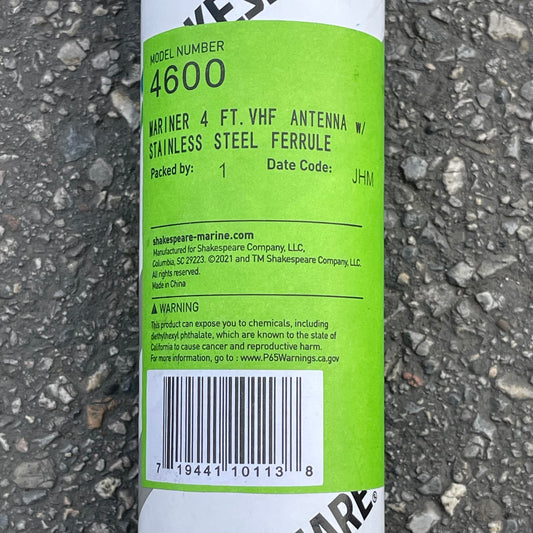 AKESPEARE
MODEL NUMBER
4600
MARINER 4 FT. VHF ANTENNA w/
STAINLESS STEEL FERRULE
Packed by: 1 Date Code: JHM
shakespeare-marine.com
Manufactured for Shakespeare Company, LLC,
Columbia, SC 29223. ©2021 and TM Shakespeare Company, LLC.
All rights reserved.
Made in China
⚠ WARNING
This product can expose you to chemicals, including
diethylhexyl phthalate, which are known to the state of
California to cause cancer and reproductive harm.
For more information, go to : www.P65Warnings.ca.gov
7 19441 10113 8
EARE®